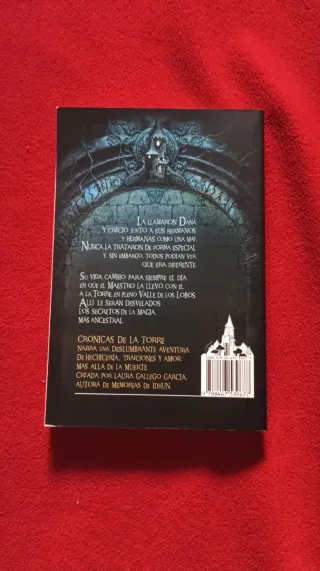 LA LLAMARON DANA
Y CRECIÓ JUNTO A SUS HERMANOS
Y HERMANAS COMO UNA MÁS
NUNCA LA TRATARON DE FORMA ESPECIAL
Y, SIN EMBARGO, TODOS PODÍAN VER
QUE ERA DIFERENTE
SU VIDA CAMBIÓ PARA SIEMPRE EL DÍA
EN QUE EL MAESTRO LA LLEVÓ CON ÉL
A LA TORRE, EN PLENO VALLE DE LOS LOBOS
ALLÍ LE SERÁN DESVELADOS
LOS SECRETOS DE LA MAGIA
MÁS ANCESTRAL
CRÓNICAS DE LA TORRE
NARRA UNA DESLUMBRANTE AVENTURA
DE HECHICERÍA, TRAICIONES Y AMOR
MÁS ALLÁ DE LA MUERTE
CREADA POR LAURA GALLEGO GARCÍA,
AUTORA DE MEMORIAS DE IDHÚN.
9 788467 539677